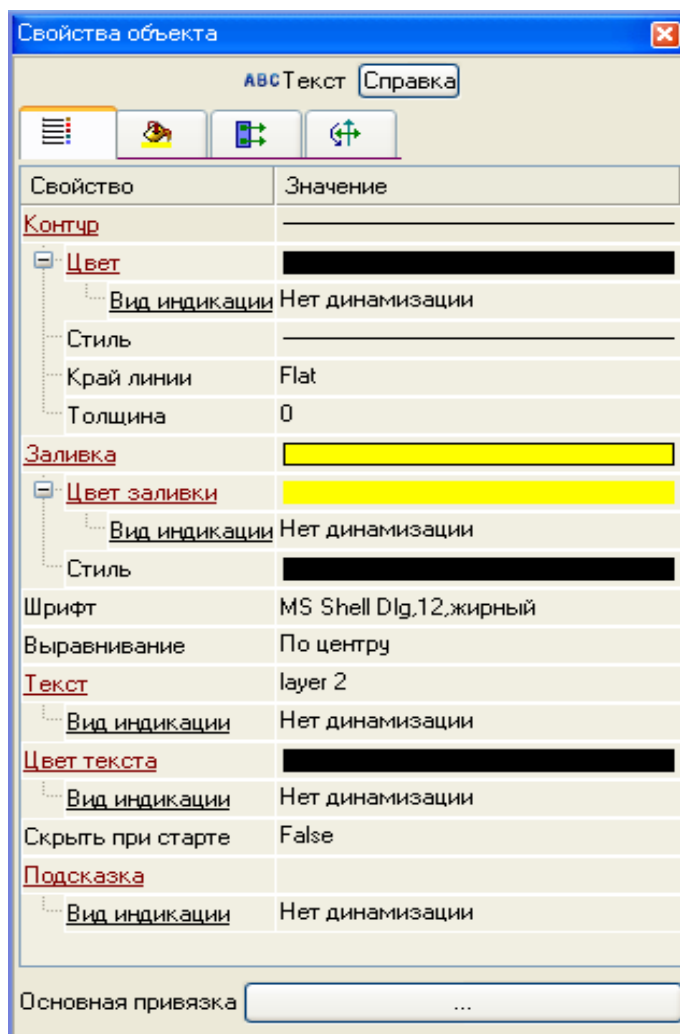 Свойства объекта
ABC Текст Справка
Свойство Значение
Контур
Цвет
Вид индикации Нет динамизации
Стиль
Край линии Flat
Толщина 0
Заливка
Цвет заливки
Вид индикации Нет динамизации
Стиль
Шрифт MS Shell Dlg,12,жирный
Выравнивание По центру
Текст layer 2
Вид индикации Нет динамизации
Цвет текста
Вид индикации Нет динамизации
Скрыть при старте False
Подсказка
Вид индикации Нет динамизации
Основная привязка ...